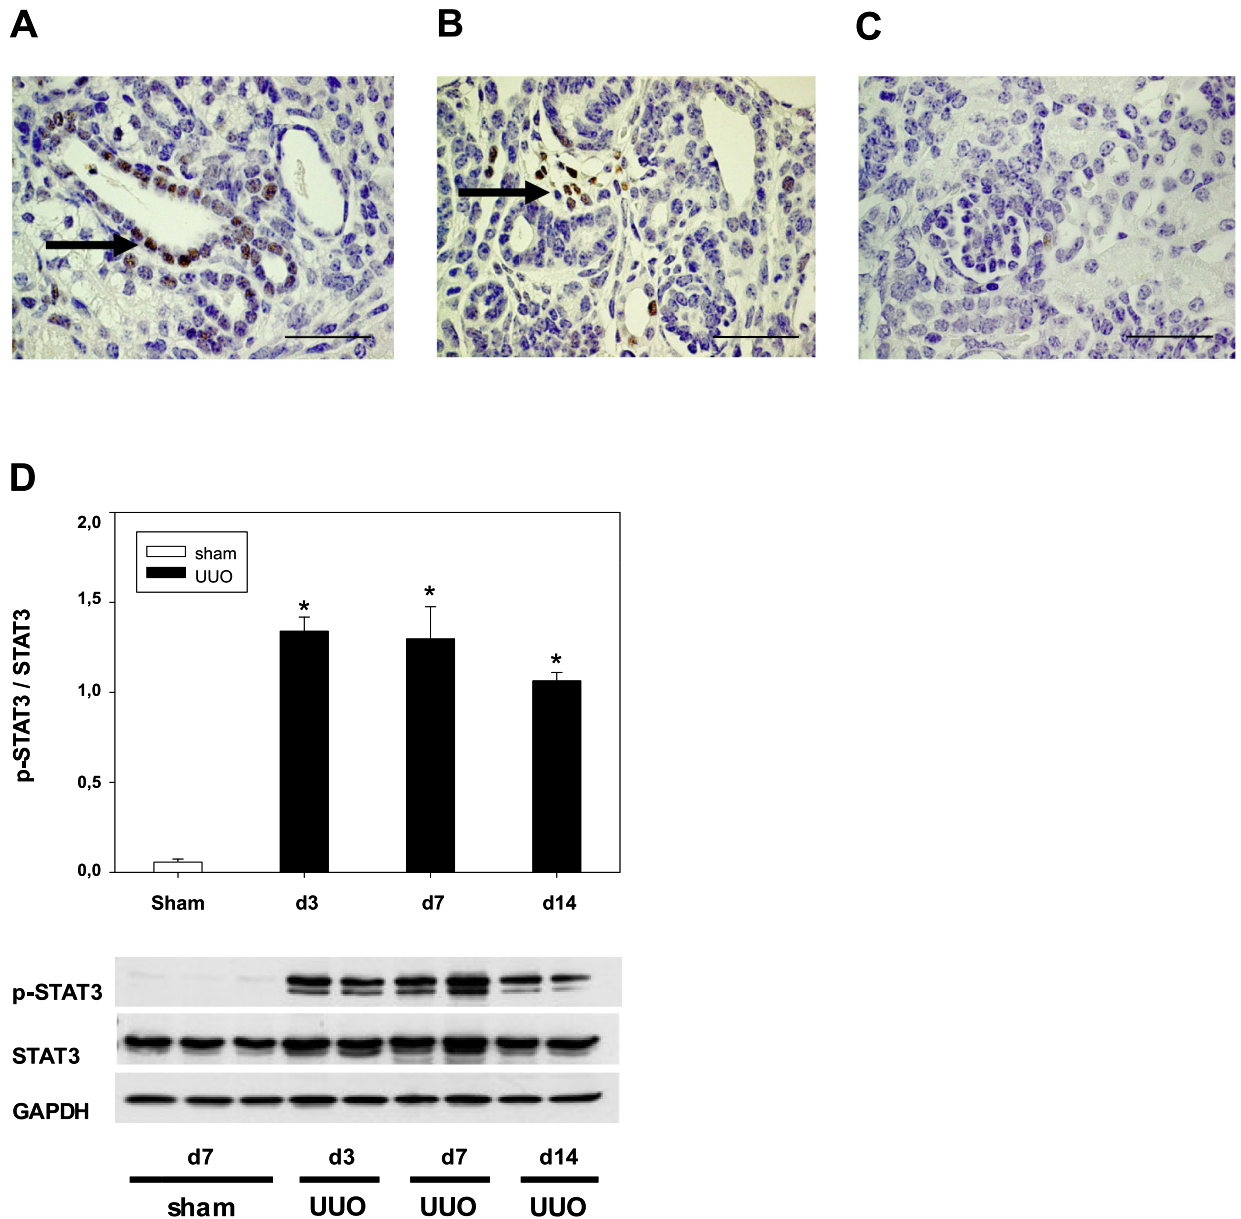 A B C
D
2,0
1,5
1,0
0,5
0,0
p-STAT3 / STAT3
sham
UUO
*
*
*
Sham d3 d7 d14
p-STAT3
STAT3
GAPDH
d7 d3 d7 d14
sham UUO UUO UUO